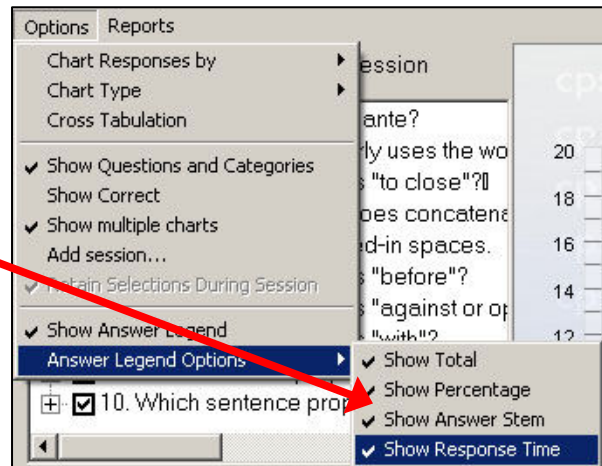 Options Reports
Chart Responses by
Chart Type
Cross Tabulation
Show Questions and Categories
Show Correct
Show multiple charts
Add session...
Retain Selections During Session
Show Answer Legend
Answer Legend Options
Show Total
Show Percentage
Show Answer Stem
Show Response Time
ession
ante?
rly uses the wo
s "to close"?
oes concatena
d-in spaces.
s "before"?
s "against or op
"with"?
10. Which sentence prop
cps
20
18
16
14
12